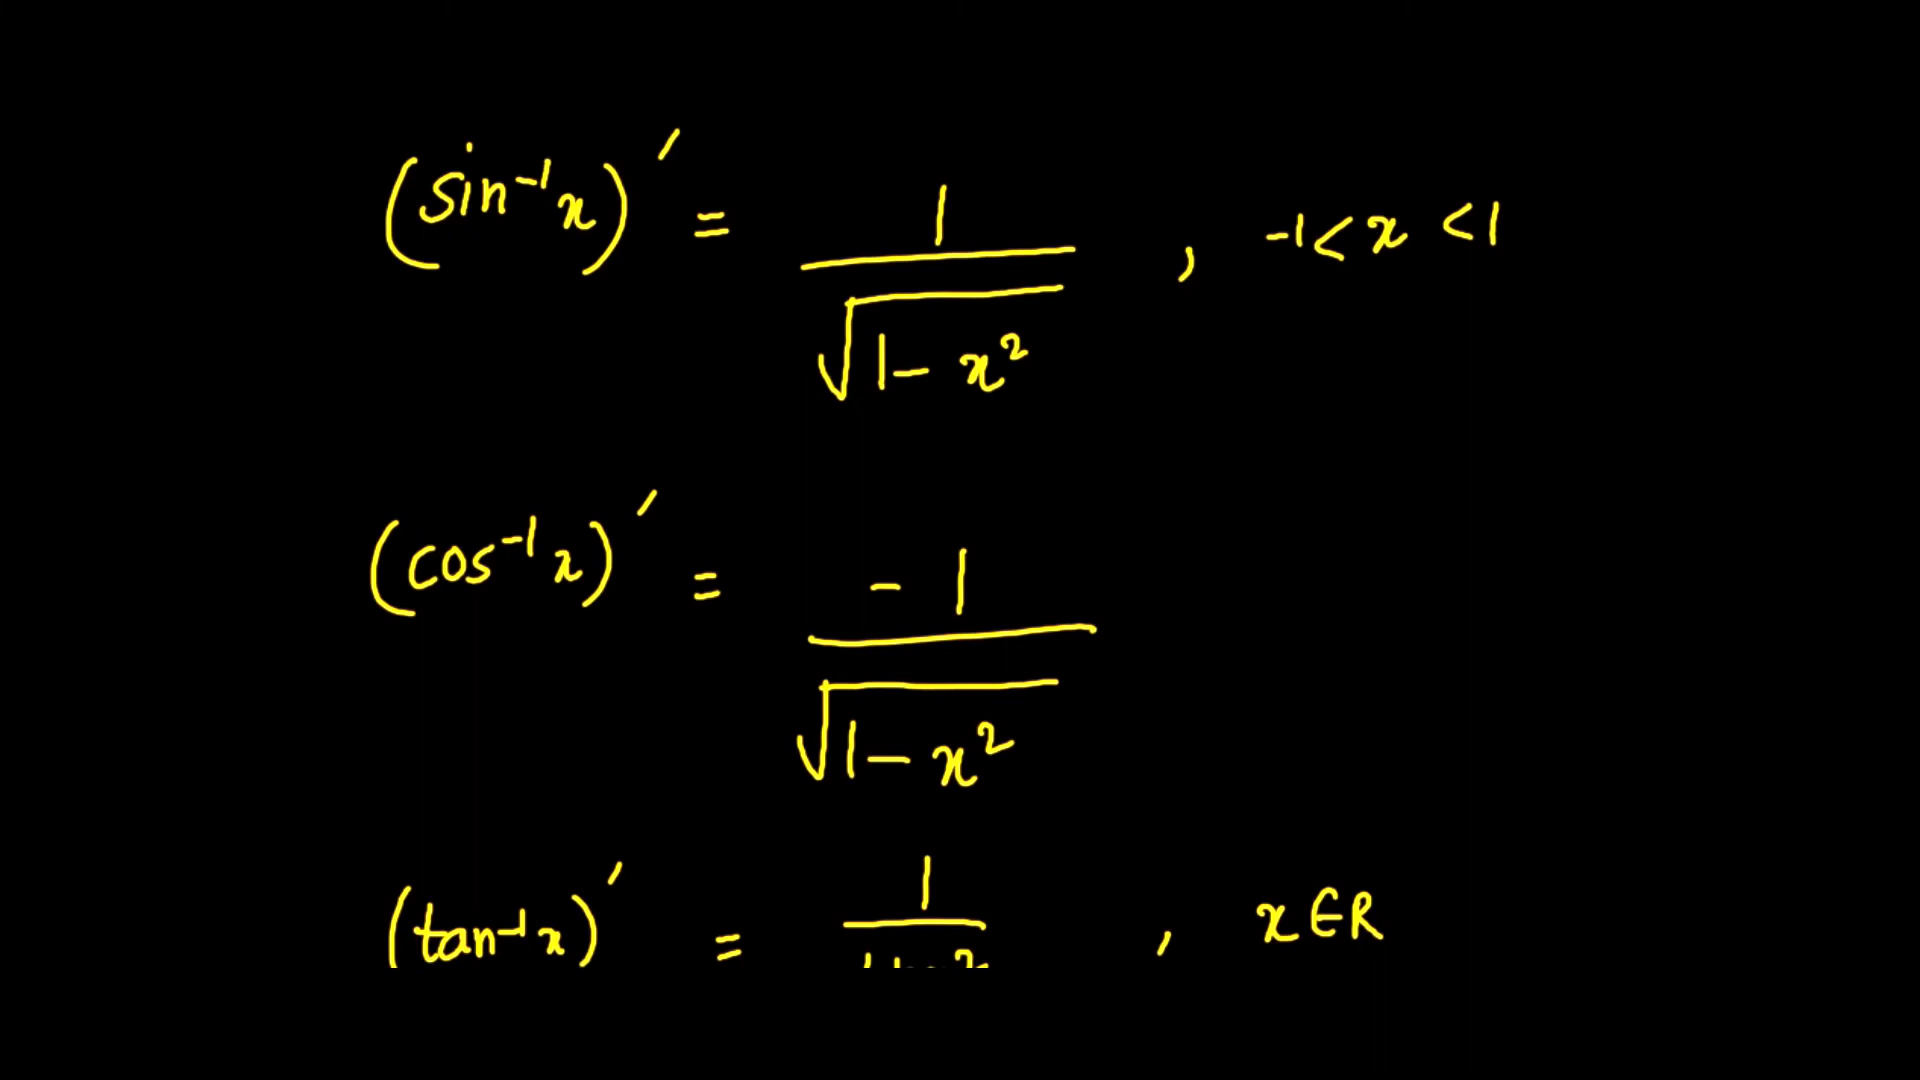 (sin⁻¹x)′ = 1/√(1-x²) , -1<x<1
(cos⁻¹x)′ = -1/√(1-x²)
(tan⁻¹x)′ = 1/ , x∈R